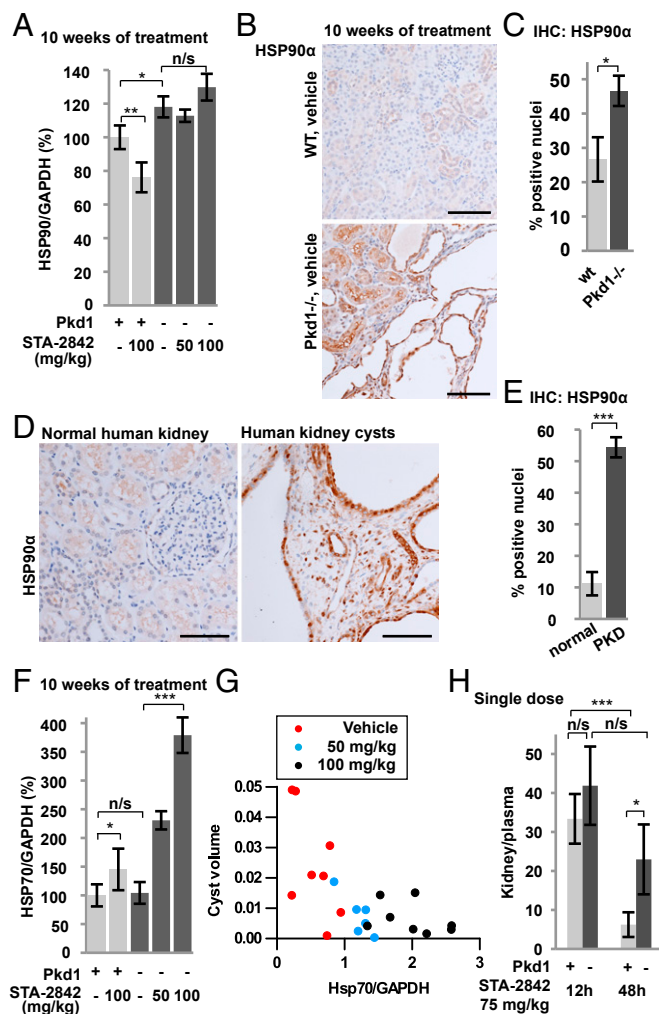 A
10 weeks of treatment
HSP90/GAPDH (%)
140
120
100
80
60
40
20
0
*
**
n/s
Pkd1 + + - - -
STA-2842 - 100 - 50 100
(mg/kg)
B
10 weeks of treatment
HSP90α
WT, vehicle
Pkd1-/-, vehicle
C
IHC: HSP90α
% positive nuclei
50
40
30
20
10
0
*
wt
Pkd1-/-
D
Normal human kidney
Human kidney cysts
HSP90α
E
IHC: HSP90α
% positive nuclei
60
50
40
30
20
10
0
***
normal
PKD
F
10 weeks of treatment
HSP70/GAPDH (%)
400
350
300
250
200
150
100
50
0
***
n/s
*
Pkd1 + + - - -
STA-2842 - 100 - 50 100
(mg/kg)
G
Vehicle
50 mg/kg
100 mg/kg
Cyst volume
0.05
0.04
0.03
0.02
0.01
0.00
0 1 2 3
Hsp70/GAPDH
H
Single dose
Kidney/plasma
60
50
40
30
20
10
0
***
n/s
n/s
*
Pkd1 + - + -
STA-2842 12h 48h
75 mg/kg